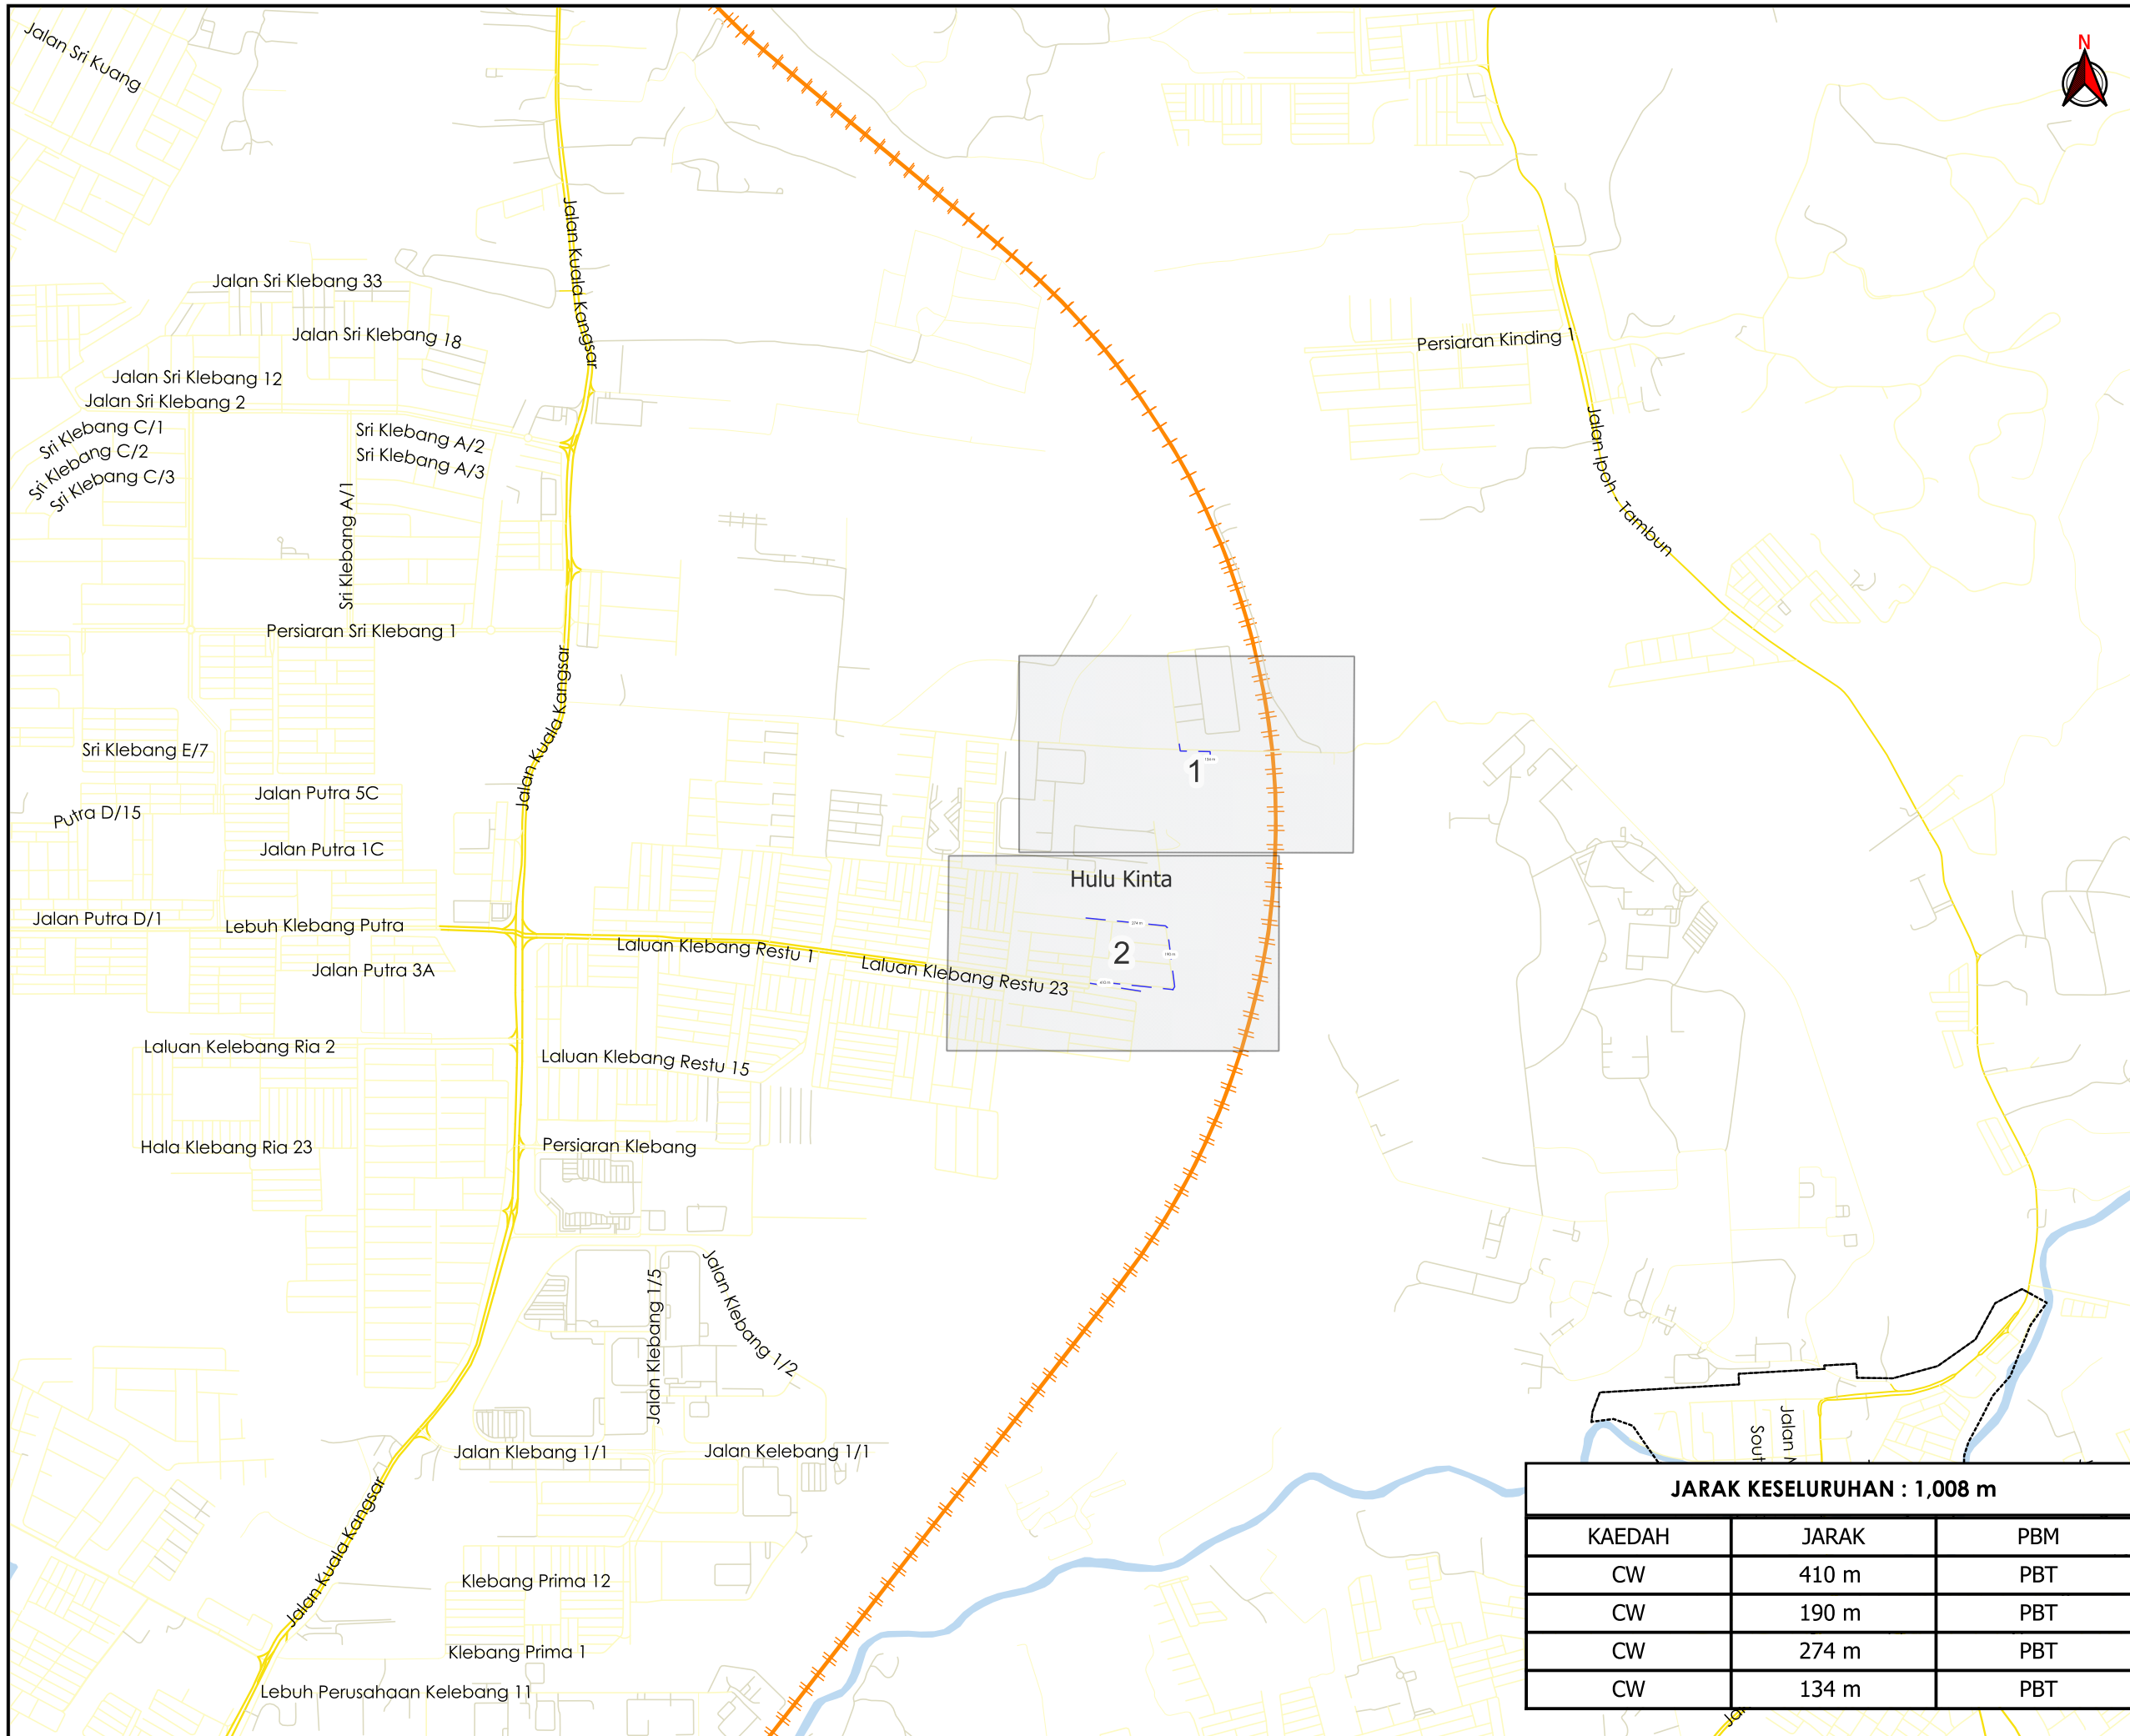 N
Jalan Sri Kuang
Jalan Kuala Kangsar
Jalan Sri Klebang 33
Jalan Sri Klebang 18
Persiaran Kinding 1
Jalan Sri Klebang 12
Jalan Sri Klebang 2
Sri Klebang C/1
Sri Klebang C/2
Sri Klebang C/3
Sri Klebang A/2
Sri Klebang A/3
Sri Klebang A/1
Jalan Ipoh - Tambun
Persiaran Sri Klebang 1
Jalan Kuala Kangsar
Sri Klebang E/7
134 m
1
Jalan Putra 5C
Putra D/15
Jalan Putra 1C
Hulu Kinta
Jalan Putra D/1
Lebuh Klebang Putra
274 m
Laluan Klebang Restu 1
190 m
2
Jalan Putra 3A
Laluan Klebang Restu 23
410 m
Laluan Kelebang Ria 2
Laluan Klebang Restu 15
Hala Klebang Ria 23
Persiaran Klebang
Jalan Klebang 1/5
Jalan Klebang 1/2
Jalan Klebang 1/1
Jalan Kelebang 1/1
Jalan Kuala Kangsar
Klebang Prima 12
Klebang Prima 1
Lebuh Perusahaan Kelebang 11
Jalan
JARAK KESELURUHAN : 1,008 m
KAEDAH JARAK PBM
CW 410 m PBT
CW 190 m PBT
CW 274 m PBT
CW 134 m PBT